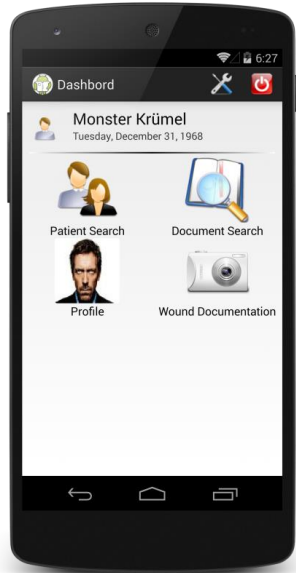 6:27
Dashbord
Monster Krümel
Tuesday, December 31, 1968
Patient Search
Document Search
Profile
Wound Documentation